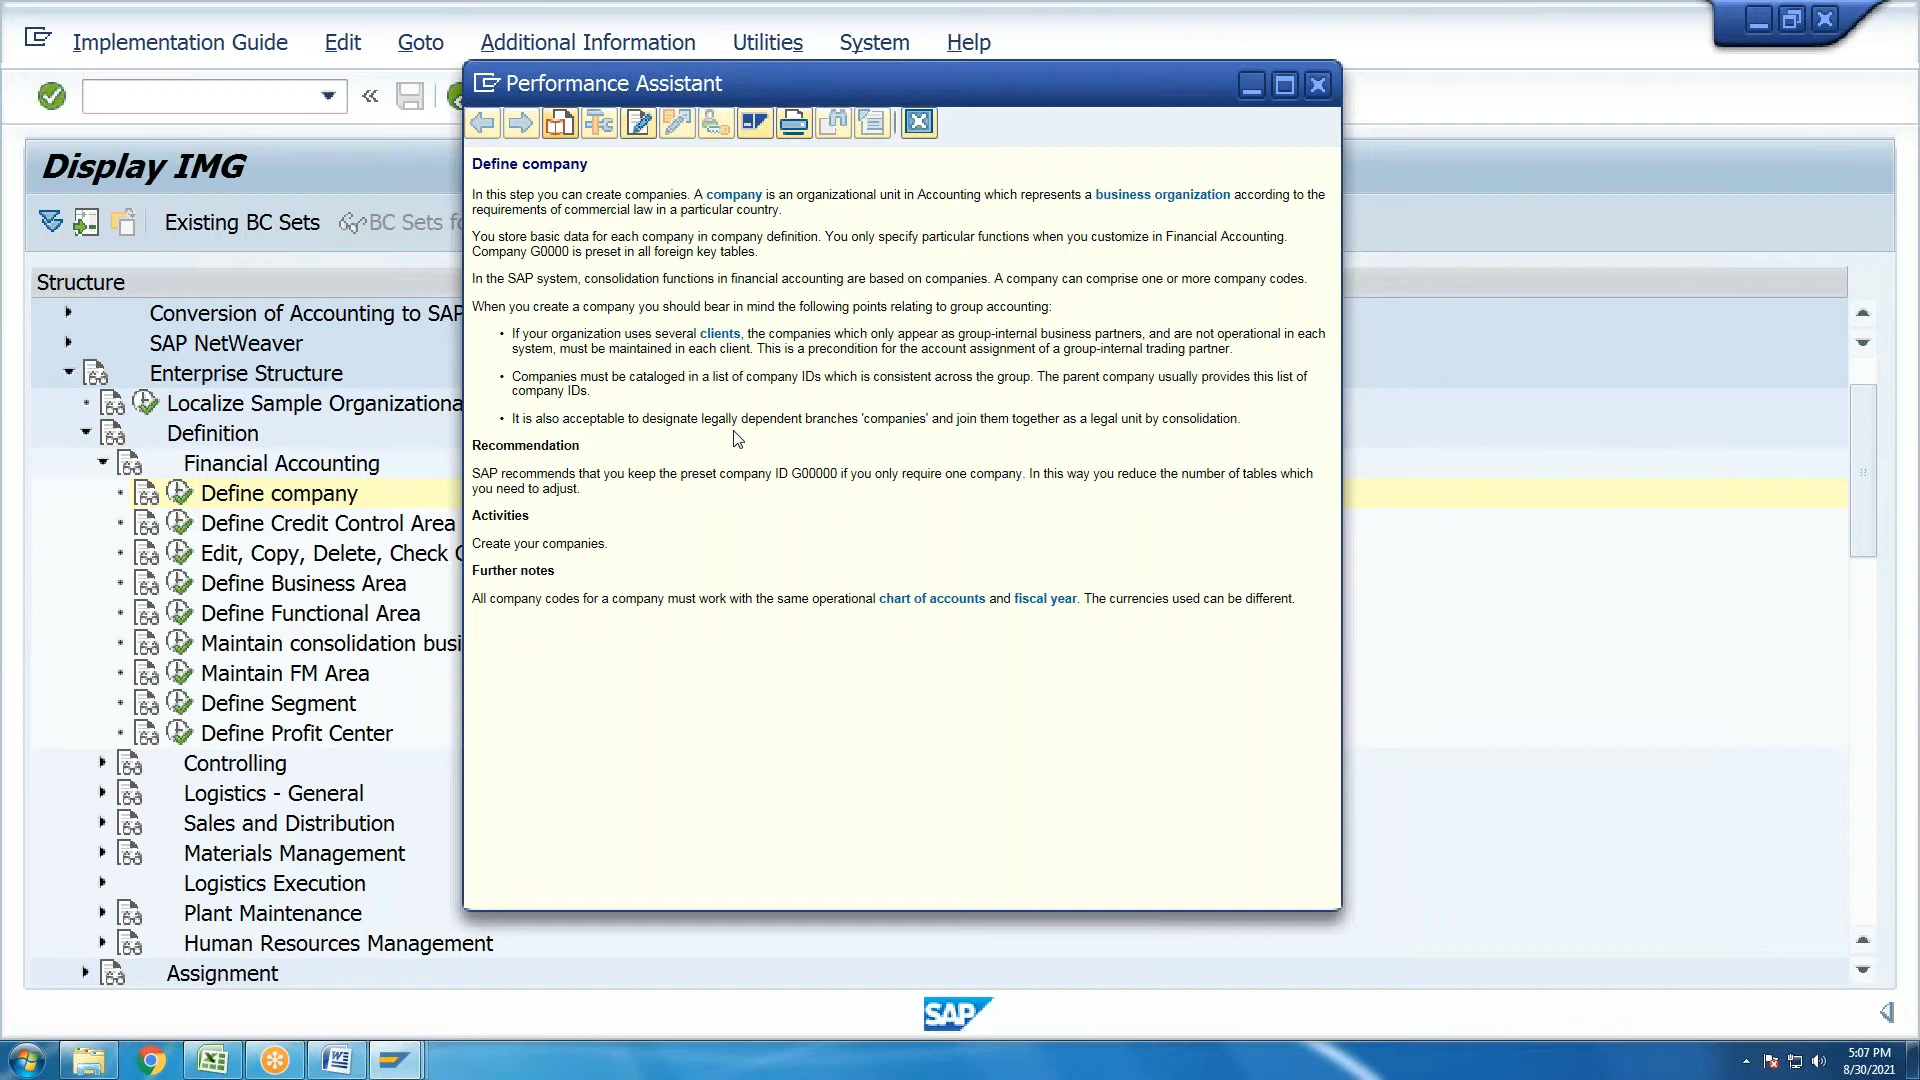 Implementation Guide Edit Goto Additional Information Utilities System Help
Display IMG
Existing BC Sets BC Sets fo
Structure
Conversion of Accounting to SAP
SAP NetWeaver
Enterprise Structure
Localize Sample Organizationa
Definition
Financial Accounting
Define company
Define Credit Control Area
Edit, Copy, Delete, Check C
Define Business Area
Define Functional Area
Maintain consolidation busi
Maintain FM Area
Define Segment
Define Profit Center
Controlling
Logistics - General
Sales and Distribution
Materials Management
Logistics Execution
Plant Maintenance
Human Resources Management
Assignment
Performance Assistant
Define company
In this step you can create companies. A company is an organizational unit in Accounting which represents a business organization according to the
requirements of commercial law in a particular country.
You store basic data for each company in company definition. You only specify particular functions when you customize in Financial Accounting.
Company G0000 is preset in all foreign key tables.
In the SAP system, consolidation functions in financial accounting are based on companies. A company can comprise one or more company codes.
When you create a company you should bear in mind the following points relating to group accounting:
• If your organization uses several clients, the companies which only appear as group-internal business partners, and are not operational in each
system, must be maintained in each client. This is a precondition for the account assignment of a group-internal trading partner.
• Companies must be cataloged in a list of company IDs which is consistent across the group. The parent company usually provides this list of
company IDs.
• It is also acceptable to designate legally dependent branches 'companies' and join them together as a legal unit by consolidation.
Recommendation
SAP recommends that you keep the preset company ID G00000 if you only require one company. In this way you reduce the number of tables which
you need to adjust.
Activities
Create your companies.
Further notes
All company codes for a company must work with the same operational chart of accounts and fiscal year. The currencies used can be different.
SAP
5:07 PM
8/30/2021